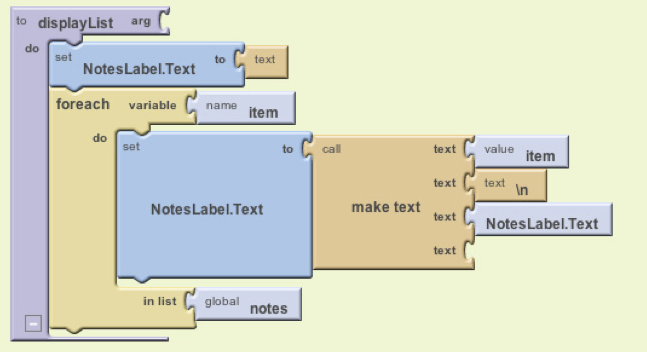 to displayList arg
do
set NotesLabel.Text to text
foreach variable name item
do
set NotesLabel.Text to call make text
text value item
text text \n
text NotesLabel.Text
text
in list global notes